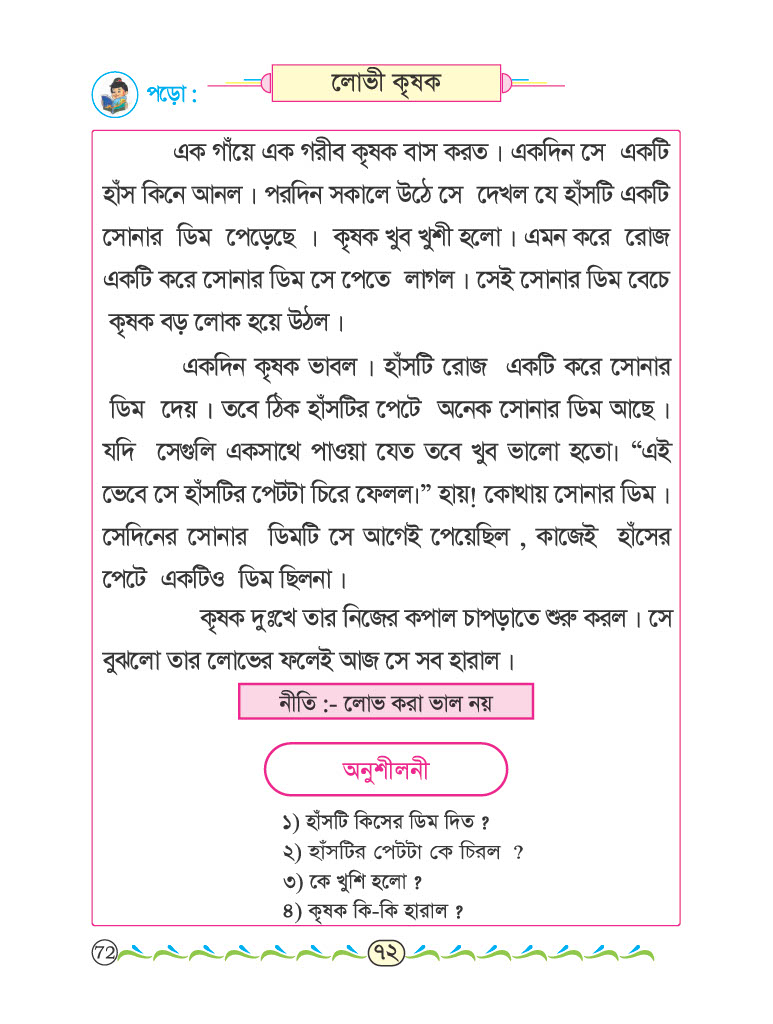 লোভী কৃষক
পড়ো :
এক গাঁয়ে এক গরীব কৃষক বাস করত । একদিন সে একটি
হাঁস কিনে আনল । পরদিন সকালে উঠে সে দেখল যে হাঁসটি একটি
সোনার ডিম পেড়েছে । কৃষক খুব খুশী হলো । এমন করে রোজ
একটি করে সোনার ডিম সে পেতে লাগল । সেই সোনার ডিম বেচে
কৃষক বড় লোক হয়ে উঠল ।
একদিন কৃষক ভাবল । হাঁসটি রোজ একটি করে সোনার
ডিম দেয় । তবে ঠিক হাঁসটির পেটে অনেক সোনার ডিম আছে ।
যদি সেগুলি একসাথে পাওয়া যেত তবে খুব ভালো হতো। “এই
ভেবে সে হাঁসটির পেটটা চিরে ফেলল।” হায়! কোথায় সোনার ডিম ।
সেদিনের সোনার ডিমটি সে আগেই পেয়েছিল , কাজেই হাঁসের
পেটে একটিও ডিম ছিলনা ।
কৃষক দুঃখে তার নিজের কপাল চাপড়াতে শুরু করল । সে
বুঝলো তার লোভের ফলেই আজ সে সব হারাল ।
নীতি :- লোভ করা ভাল নয়
অনুশীলনী
১) হাঁসটি কিসের ডিম দিত ?
২) হাঁসটির পেটটা কে চিরল ?
৩) কে খুশি হলো ?
৪) কৃষক কি-কি হারাল ?
72 ৭২